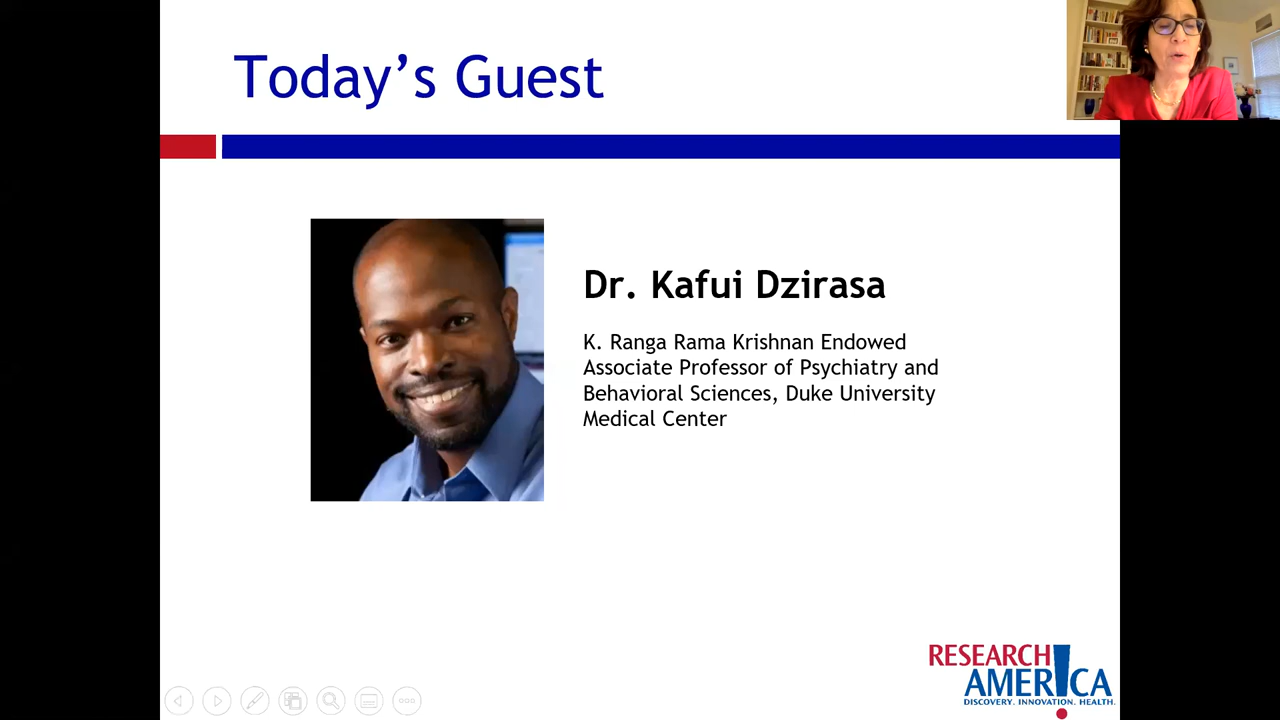 Today's Guest
Dr. Kafui Dzirasa
K. Ranga Rama Krishnan Endowed
Associate Professor of Psychiatry and
Behavioral Sciences, Duke University
Medical Center
RESEARCH
AMERICA
DISCOVERY. INNOVATION. HEALTH.